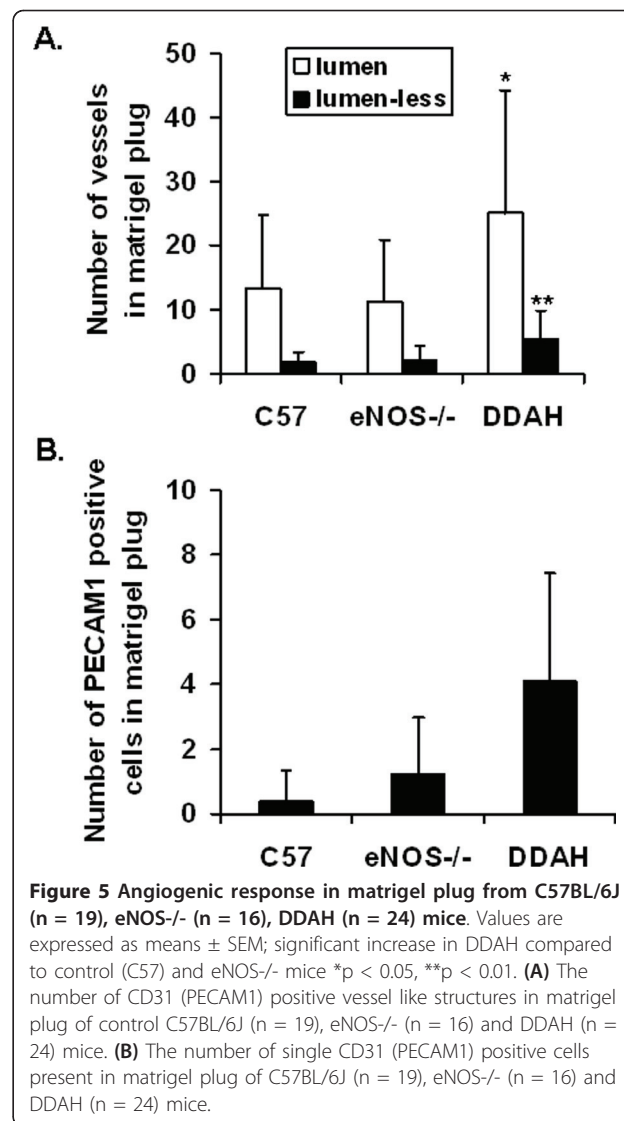 A.
Number of vessels
in matrigel plug
50
40
30
20
10
0
lumen
lumen-less
*
**
C57 eNOS-/- DDAH
B.
Number of PECAM1 positive
cells in matrigel plug
10
8
6
4
2
0
C57 eNOS-/- DDAH
Figure 5 Angiogenic response in matrigel plug from C57BL/6J
(n = 19), eNOS-/- (n = 16), DDAH (n = 24) mice. Values are
expressed as means ± SEM; significant increase in DDAH compared
to control (C57) and eNOS-/- mice *p < 0.05, **p < 0.01. (A) The
number of CD31 (PECAM1) positive vessel like structures in matrigel
plug of control C57BL/6J (n = 19), eNOS-/- (n = 16) and DDAH (n =
24) mice. (B) The number of single CD31 (PECAM1) positive cells
present in matrigel plug of C57BL/6J (n = 19), eNOS-/- (n = 16) and
DDAH (n = 24) mice.